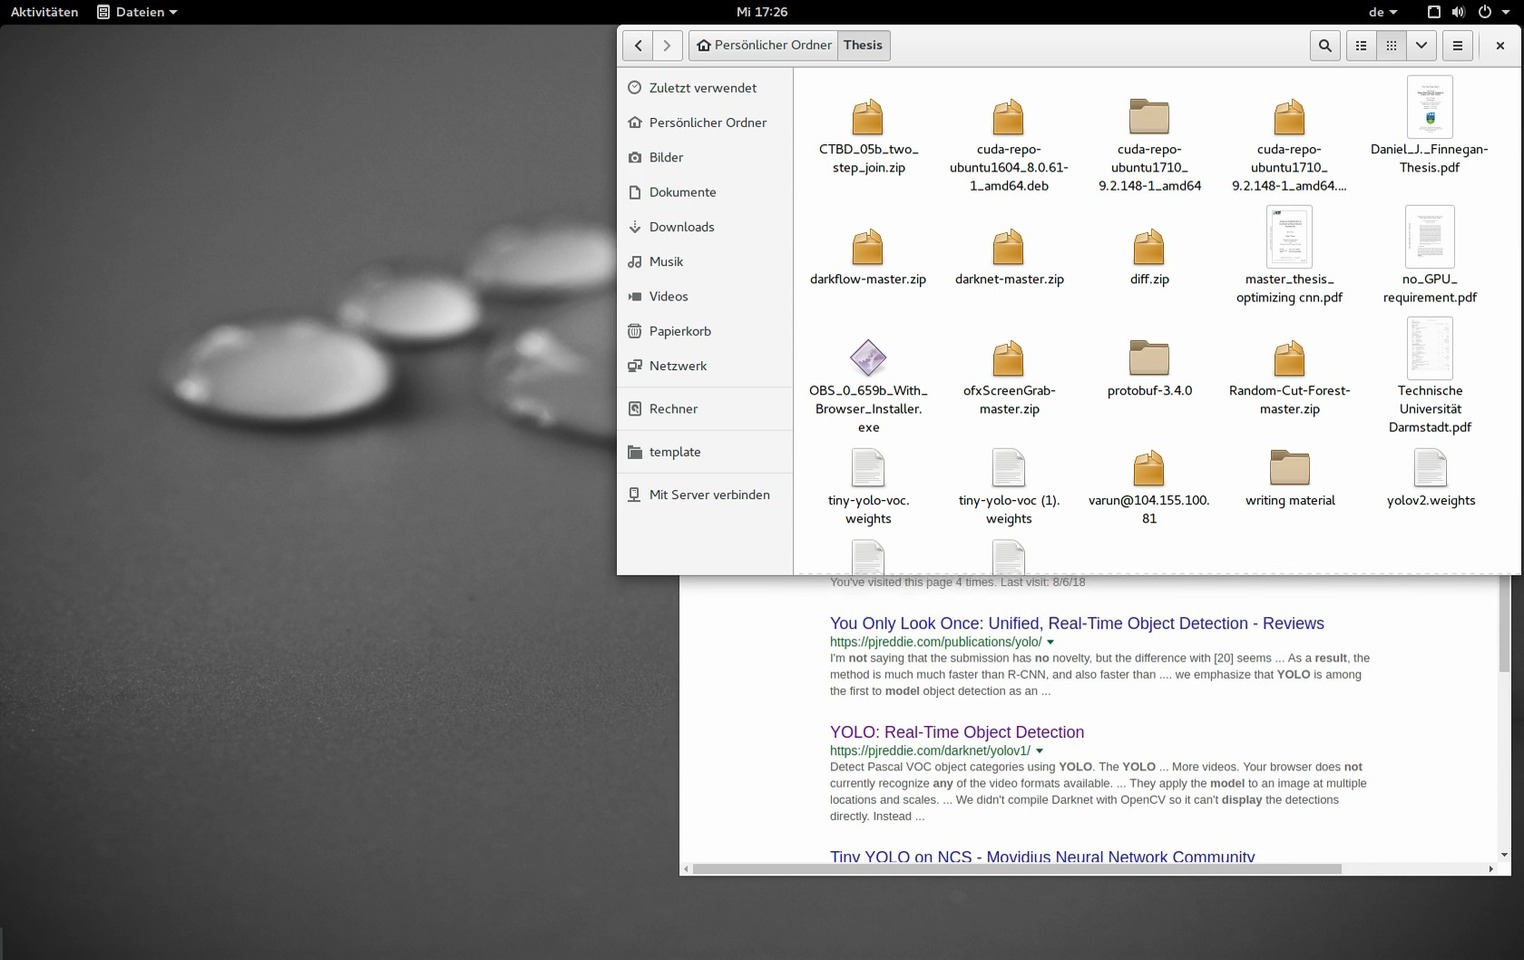 Aktivitäten Dateien Mi 17:26 de
Persönlicher Ordner Thesis
Zuletzt verwendet
Persönlicher Ordner
Bilder
Dokumente
Downloads
Musik
Videos
Papierkorb
Netzwerk
Rechner
template
Mit Server verbinden
CTBD_05b_two_
step_join.zip
cuda-repo-
ubuntu1604_8.0.61-
1_amd64.deb
cuda-repo-
ubuntu1710_
9.2.148-1_amd64
cuda-repo-
ubuntu1710_
9.2.148-1_amd64....
Daniel_J._Finnegan-
Thesis.pdf
darkflow-master.zip
darknet-master.zip
diff.zip
master_thesis_
optimizing cnn.pdf
no_GPU_
requirement.pdf
OBS_0_659b_With_
Browser_Installer.
exe
ofxScreenGrab-
master.zip
protobuf-3.4.0
Random-Cut-Forest-
master.zip
Technische
Universität
Darmstadt.pdf
tiny-yolo-voc.
weights
tiny-yolo-voc (1).
weights
varun@104.155.100.
81
writing material
yolov2.weights
You've visited this page 4 times. Last visit: 8/6/18
You Only Look Once: Unified, Real-Time Object Detection - Reviews
https://pjreddie.com/publications/yolo/
I'm not saying that the submission has no novelty, but the difference with [20] seems ... As a result, the
method is much much faster than R-CNN, and also faster than .... we emphasize that YOLO is among
the first to model object detection as an ...
YOLO: Real-Time Object Detection
https://pjreddie.com/darknet/yolov1/
Detect Pascal VOC object categories using YOLO. The YOLO ... More videos. Your browser does not
currently recognize any of the video formats available. ... They apply the model to an image at multiple
locations and scales. ... We didn't compile Darknet with OpenCV so it can't display the detections
directly. Instead ...
Tiny YOLO on NCS - Movidius Neural Network Community